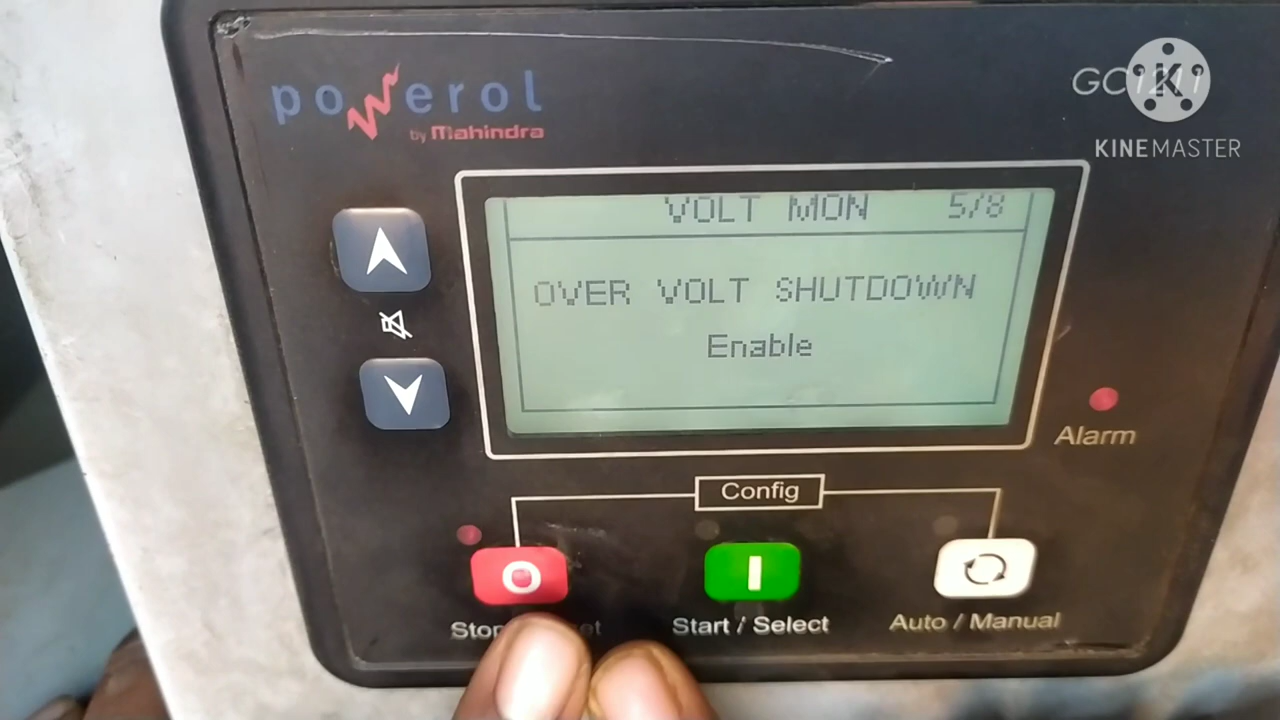 powerol
by Mahindra
KINEMASTER
VOLT MON 5/8
OVER VOLT SHUTDOWN
Enable
Alarm
Config
Start / Select
Auto / Manual